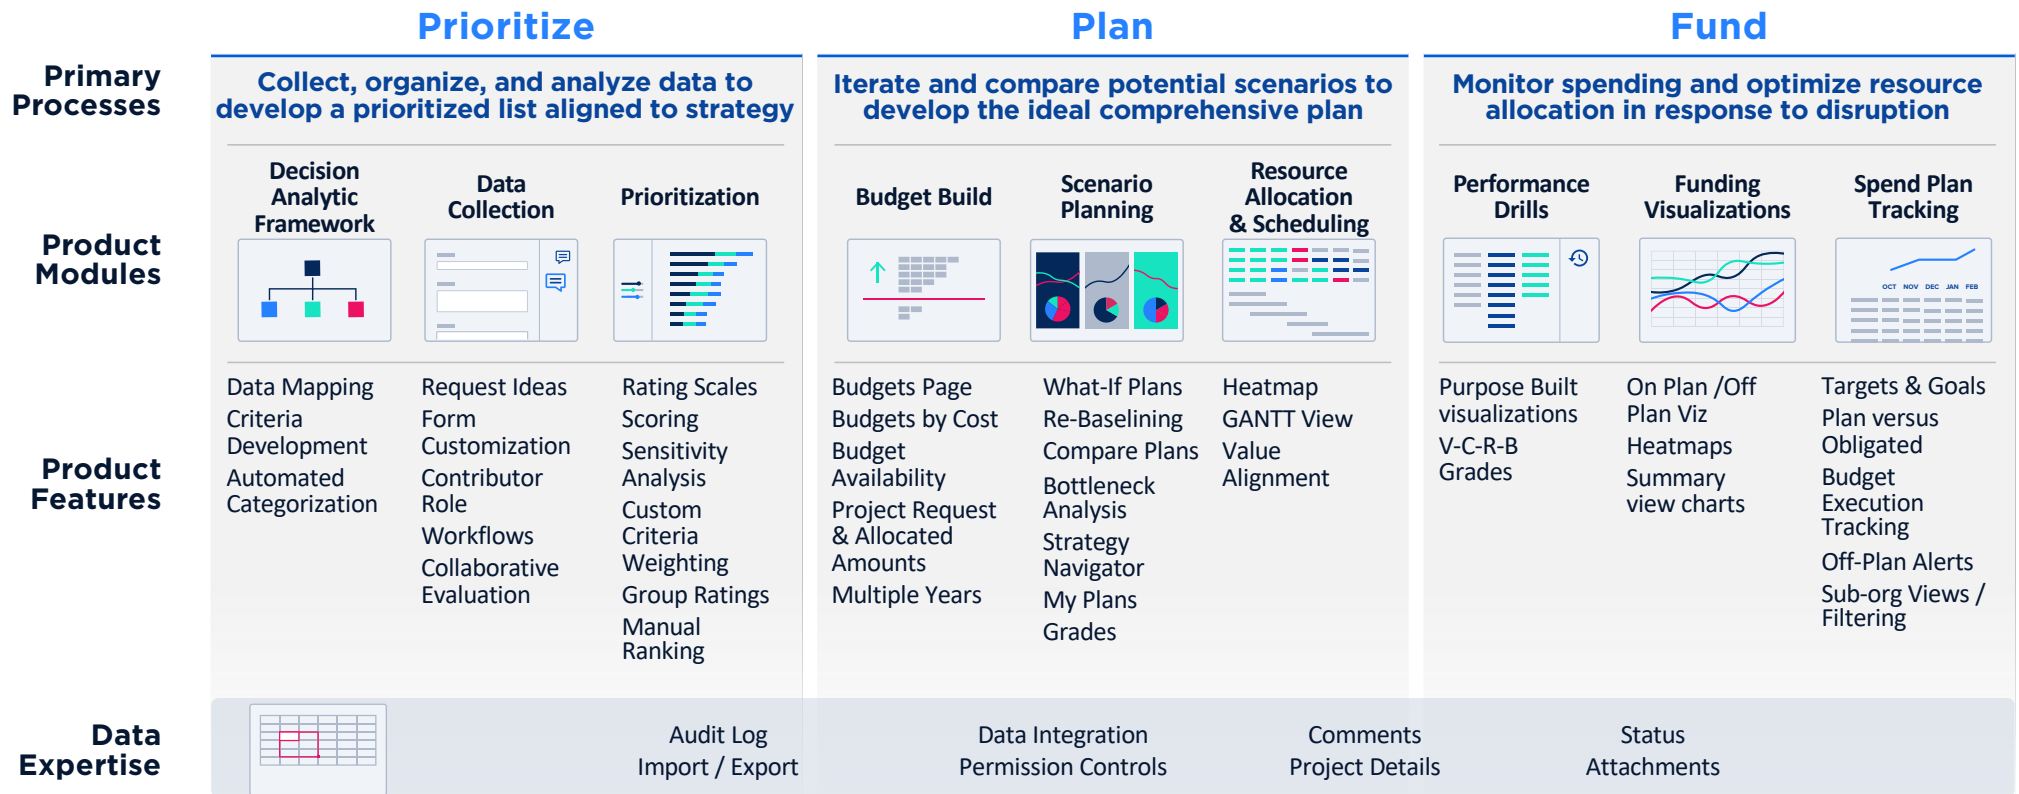 Prioritize
Plan
Fund
Primary
Processes
Collect, organize, and analyze data to
develop a prioritized list aligned to strategy
Iterate and compare potential scenarios to
develop the ideal comprehensive plan
Monitor spending and optimize resource
allocation in response to disruption
Product
Modules
Decision
Analytic
Framework
Data
Collection
Prioritization
Budget Build
Scenario
Planning
Resource
Allocation
& Scheduling
Performance
Drills
Funding
Visualizations
Spend Plan
Tracking
OCT NOV DEC JAN FEB
Product
Features
Data Mapping
Criteria
Development
Automated
Categorization
Request Ideas
Form
Customization
Contributor
Role
Workflows
Collaborative
Evaluation
Rating Scales
Scoring
Sensitivity
Analysis
Custom
Criteria
Weighting
Group Ratings
Manual
Ranking
Budgets Page
Budgets by Cost
Budget
Availability
Project Request
& Allocated
Amounts
Multiple Years
What-If Plans
Re-Baselining
Compare Plans
Bottleneck
Analysis
Strategy
Navigator
My Plans
Grades
Heatmap
GANTT View
Value
Alignment
Purpose Built
visualizations
V-C-R-B
Grades
On Plan /Off
Plan Viz
Heatmaps
Summary
view charts
Targets & Goals
Plan versus
Obligated
Budget
Execution
Tracking
Off-Plan Alerts
Sub-org Views /
Filtering
Data
Expertise
Audit Log
Import / Export
Data Integration
Permission Controls
Comments
Project Details
Status
Attachments